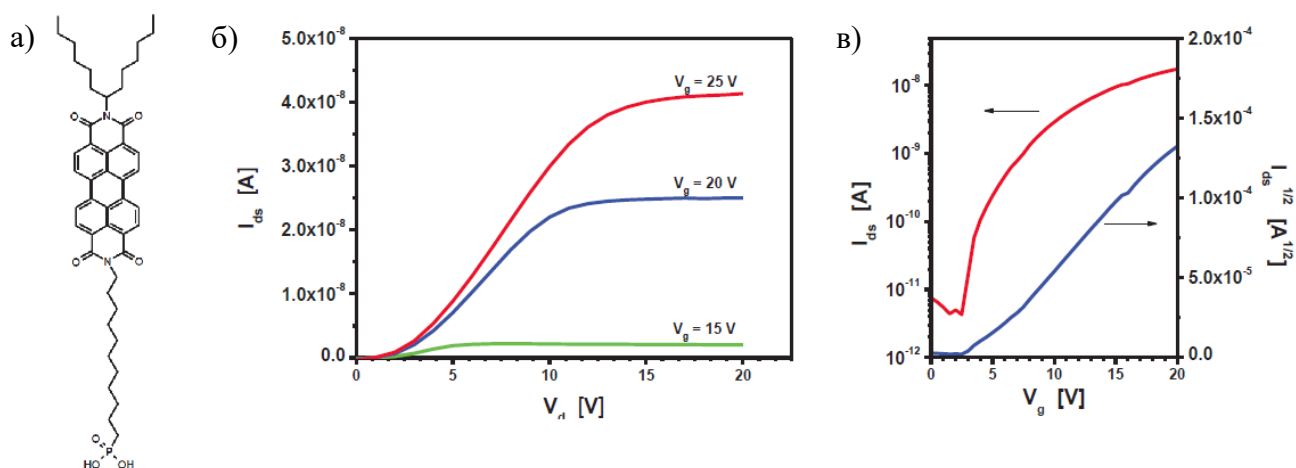 а)
O
N
O
O
N
O
O
P
HO
OH
б)
5.0x10⁻⁸
4.0x10⁻⁸
3.0x10⁻⁸
2.0x10⁻⁸
1.0x10⁻⁸
0.0
I_ds [A]
V_g = 25 V
V_g = 20 V
V_g = 15 V
0 5 10 15 20
V_d [V]
в)
10⁻⁸
10⁻⁹
10⁻¹⁰
10⁻¹¹
10⁻¹²
I_ds [A]
0 5 10 15 20
V_g [V]
2.0x10⁻⁴
1.5x10⁻⁴
1.0x10⁻⁴
5.0x10⁻⁵
0.0
I_ds^1/2 [A^1/2]